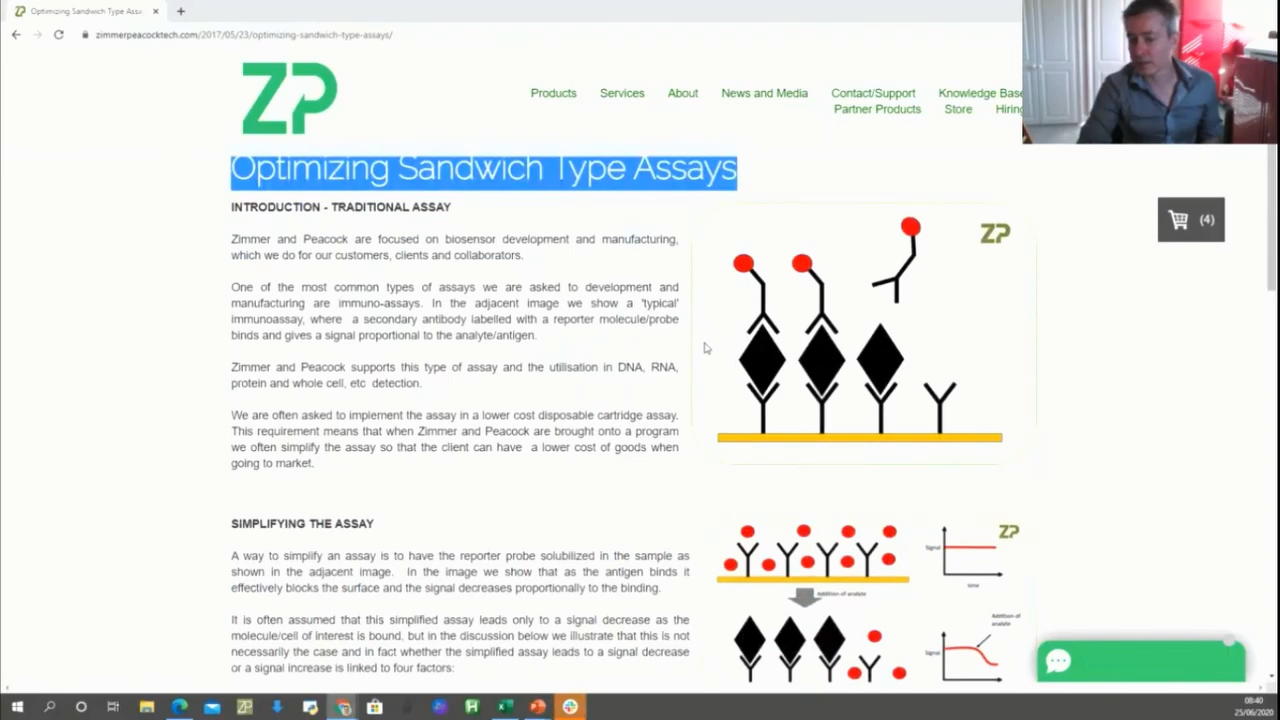 Optimizing Sandwich Type Assa
zimmerpeacocktech.com/2017/05/23/optimizing-sandwich-type-assays/
ZP
Products Services About News and Media Contact/Support Knowledge Base
Partner Products Store Hiring
Optimizing Sandwich Type Assays
INTRODUCTION - TRADITIONAL ASSAY
Zimmer and Peacock are focused on biosensor development and manufacturing,
which we do for our customers, clients and collaborators.
One of the most common types of assays we are asked to development and
manufacturing are immuno-assays. In the adjacent image we show a 'typical'
immunoassay, where a secondary antibody labelled with a reporter molecule/probe
binds and gives a signal proportional to the analyte/antigen.
Zimmer and Peacock supports this type of assay and the utilisation in DNA, RNA,
protein and whole cell, etc detection.
We are often asked to implement the assay in a lower cost disposable cartridge assay.
This requirement means that when Zimmer and Peacock are brought onto a program
we often simplify the assay so that the client can have a lower cost of goods when
going to market.
ZP
(4)
SIMPLIFYING THE ASSAY
A way to simplify an assay is to have the reporter probe solubilized in the sample as
shown in the adjacent image. In the image we show that as the antigen binds it
effectively blocks the surface and the signal decreases proportionally to the binding.
It is often assumed that this simplified assay leads only to a signal decrease as the
molecule/cell of interest is bound, but in the discussion below we illustrate that this is not
necessarily the case and in fact whether the simplified assay leads to a signal decrease
or a signal increase is linked to four factors:
ZP
Signal
time
Addition of analyte
Addition of
analyte
Signal
08:40
25/06/2020